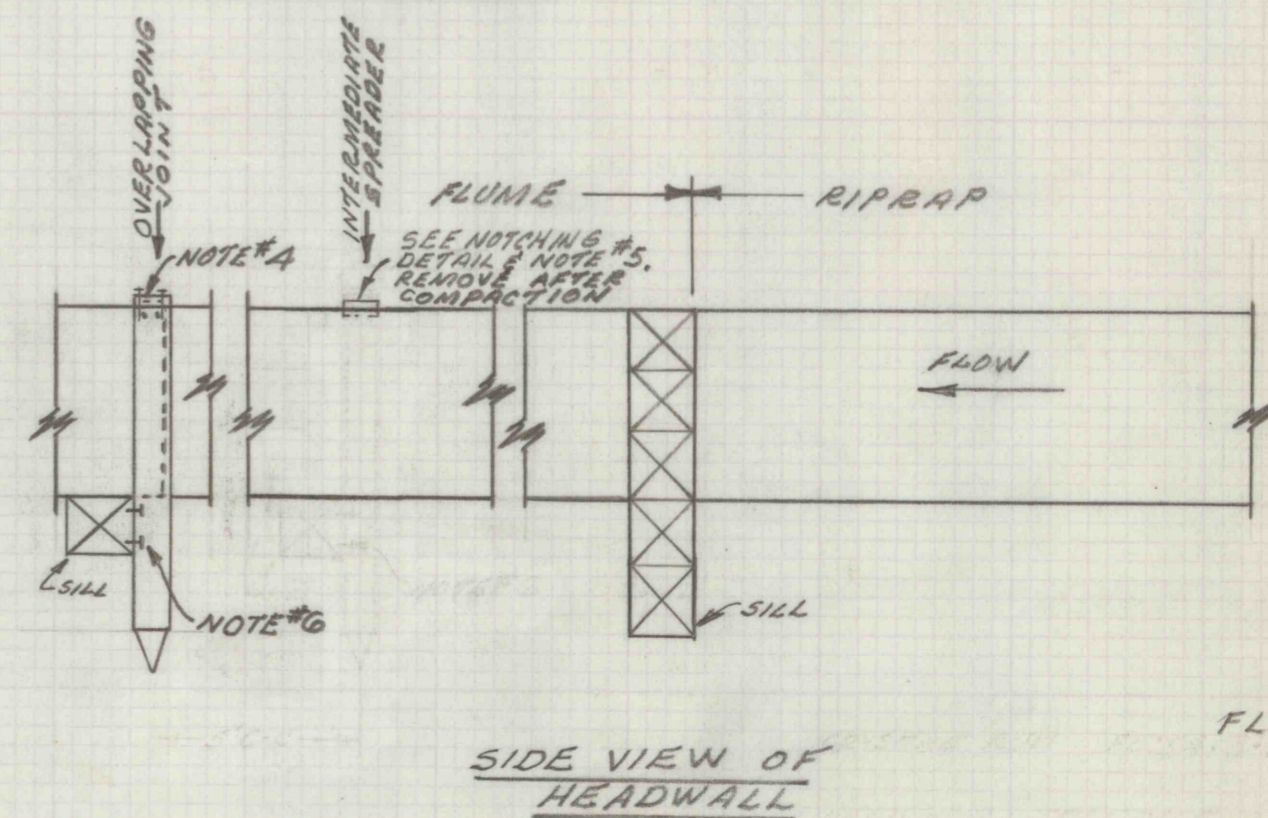 OVERLAPPING
JOINT
INTERMEDIATE
SPREADER
FLUME
RIPRAP
NOTE #4
SEE NOTCHING
DETAIL & NOTE #5.
REMOVE AFTER
COMPACTION
FLOW
SILL
NOTE #6
SILL
FL
SIDE VIEW OF
HEADWALL